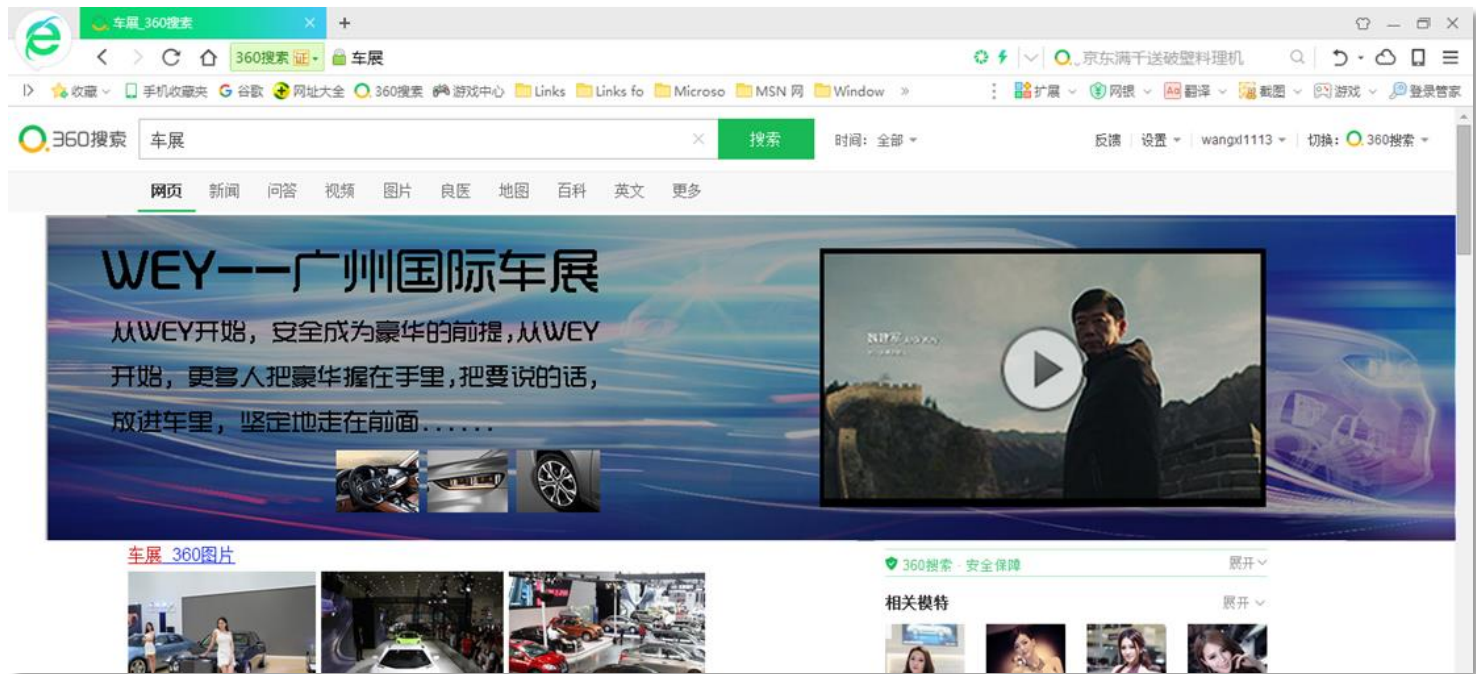 车展_360搜索
360搜索 证 车展
京东满千送破壁料理机
收藏 手机收藏夹 谷歌 网址大全 360搜索 游戏中心 Links Links fo Microso MSN 网 Window » 扩展 网银 翻译 截图 游戏 登录管家
360搜索 车展 搜索 时间: 全部 反馈 设置 wangxl1113 切换: 360搜索
网页 新闻 问答 视频 图片 良医 地图 百科 英文 更多
WEY——广州国际车展
从WEY开始，安全成为豪华的前提,从WEY
开始，更多人把豪华握在手里,把要说的话,
放进车里，坚定地走在前面......
车展_360图片
360搜索 · 安全保障 展开
相关模特 展开